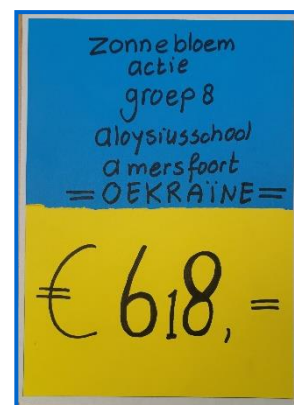 zonnebloem
actie
groep 8
aloysiusschool
amersfoort
=OEKRAÏNE=
€ 618,=